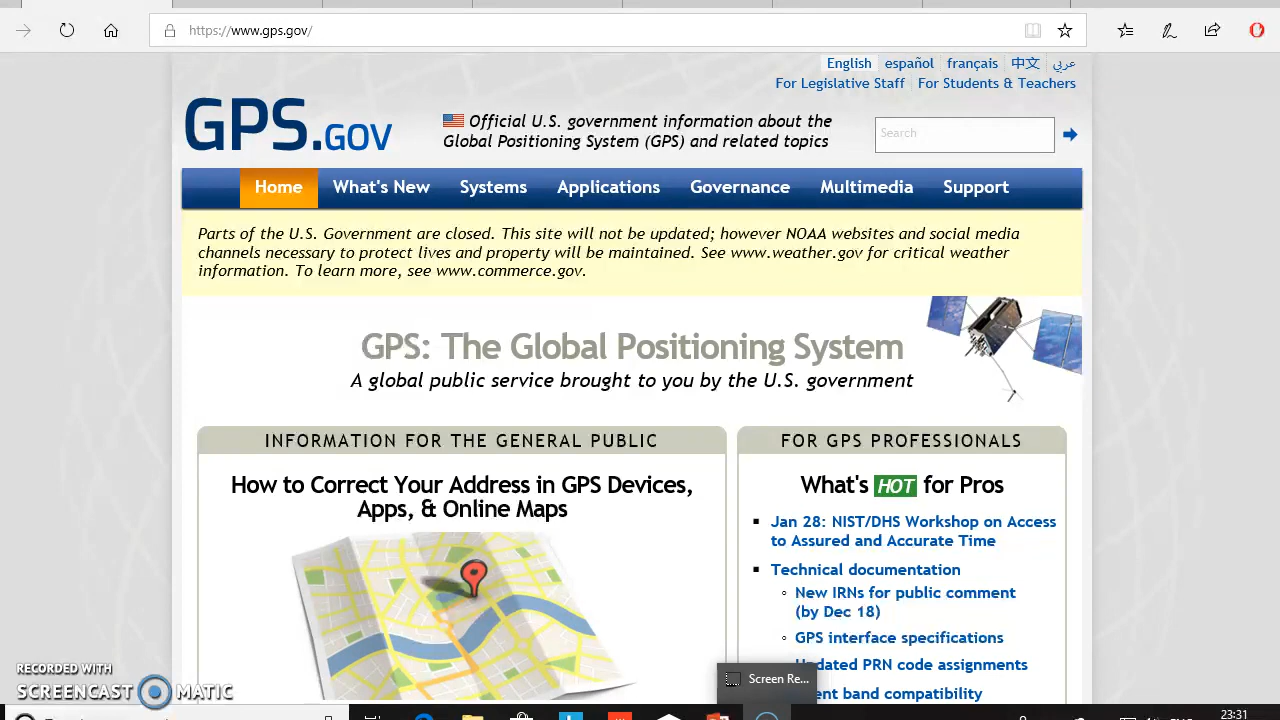 https://www.gps.gov/
English español français 中文 عربي
For Legislative Staff For Students & Teachers
GPS.GOV
Official U.S. government information about the
Global Positioning System (GPS) and related topics
Search
Home What's New Systems Applications Governance Multimedia Support
Parts of the U.S. Government are closed. This site will not be updated; however NOAA websites and social media
channels necessary to protect lives and property will be maintained. See www.weather.gov for critical weather
information. To learn more, see www.commerce.gov.
GPS: The Global Positioning System
A global public service brought to you by the U.S. government
INFORMATION FOR THE GENERAL PUBLIC
How to Correct Your Address in GPS Devices,
Apps, & Online Maps
FOR GPS PROFESSIONALS
What's HOT for Pros
Jan 28: NIST/DHS Workshop on Access
to Assured and Accurate Time
Technical documentation
New IRNs for public comment
(by Dec 18)
GPS interface specifications
Updated PRN code assignments
band compatibility
Screen Re...
RECORDED WITH
SCREENCAST MATIC
23:31